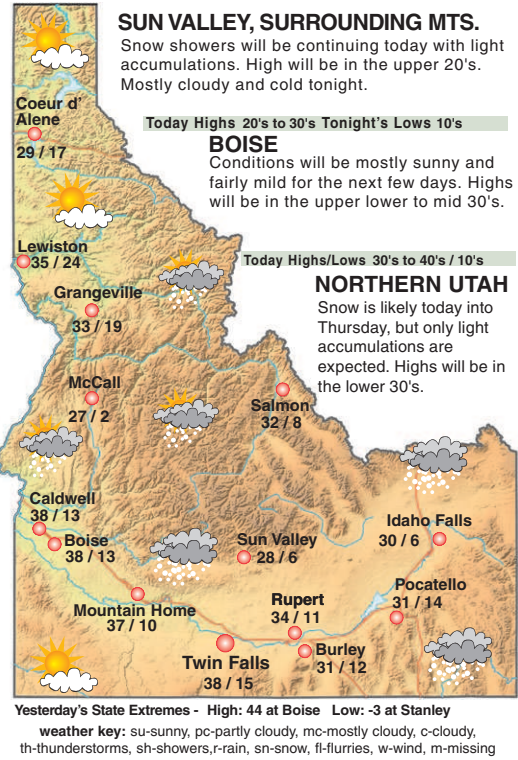 SUN VALLEY, SURROUNDING MTS.
Snow showers will be continuing today with light
accumulations. High will be in the upper 20's.
Mostly cloudy and cold tonight.
Today Highs 20's to 30's Tonight's Lows 10's
BOISE
Conditions will be mostly sunny and
fairly mild for the next few days. Highs
will be in the upper lower to mid 30's.
Today Highs/Lows 30's to 40's / 10's
NORTHERN UTAH
Snow is likely today into
Thursday, but only light
accumulations are
expected. Highs will be in
the lower 30's.
Coeur d'
Alene
29 / 17
Lewiston
35 / 24
Grangeville
33 / 19
McCall
27 / 2
Salmon
32 / 8
Caldwell
38 / 13
Boise
38 / 13
Sun Valley
28 / 6
Idaho Falls
30 / 6
Mountain Home
37 / 10
Rupert
34 / 11
Pocatello
31 / 14
Twin Falls
38 / 15
Burley
31 / 12
Yesterday's State Extremes - High: 44 at Boise Low: -3 at Stanley
weather key: su-sunny, pc-partly cloudy, mc-mostly cloudy, c-cloudy,
th-thunderstorms, sh-showers,r-rain, sn-snow, fl-flurries, w-wind, m-missing